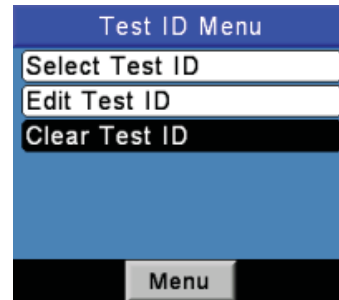 Test ID Menu
Select Test ID
Edit Test ID
Clear Test ID
Menu